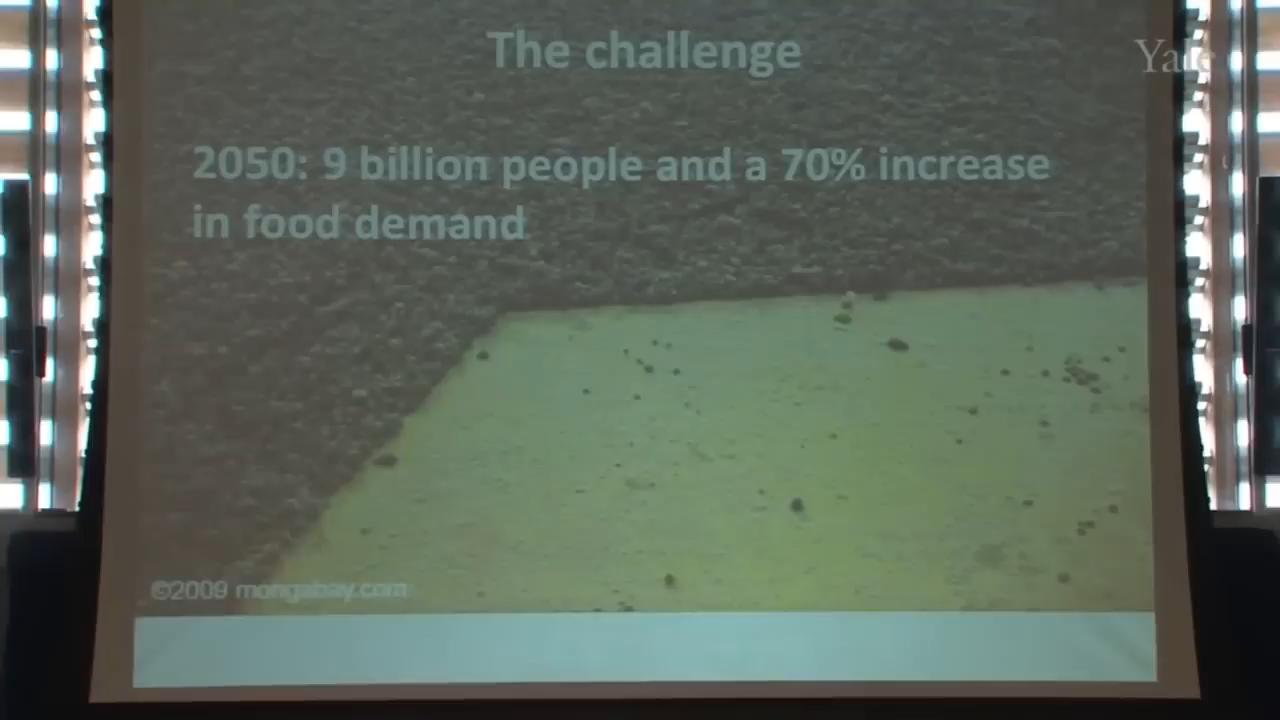 The challenge
Yale
2050: 9 billion people and a 70% increase
in food demand
©2009 mongabay.com